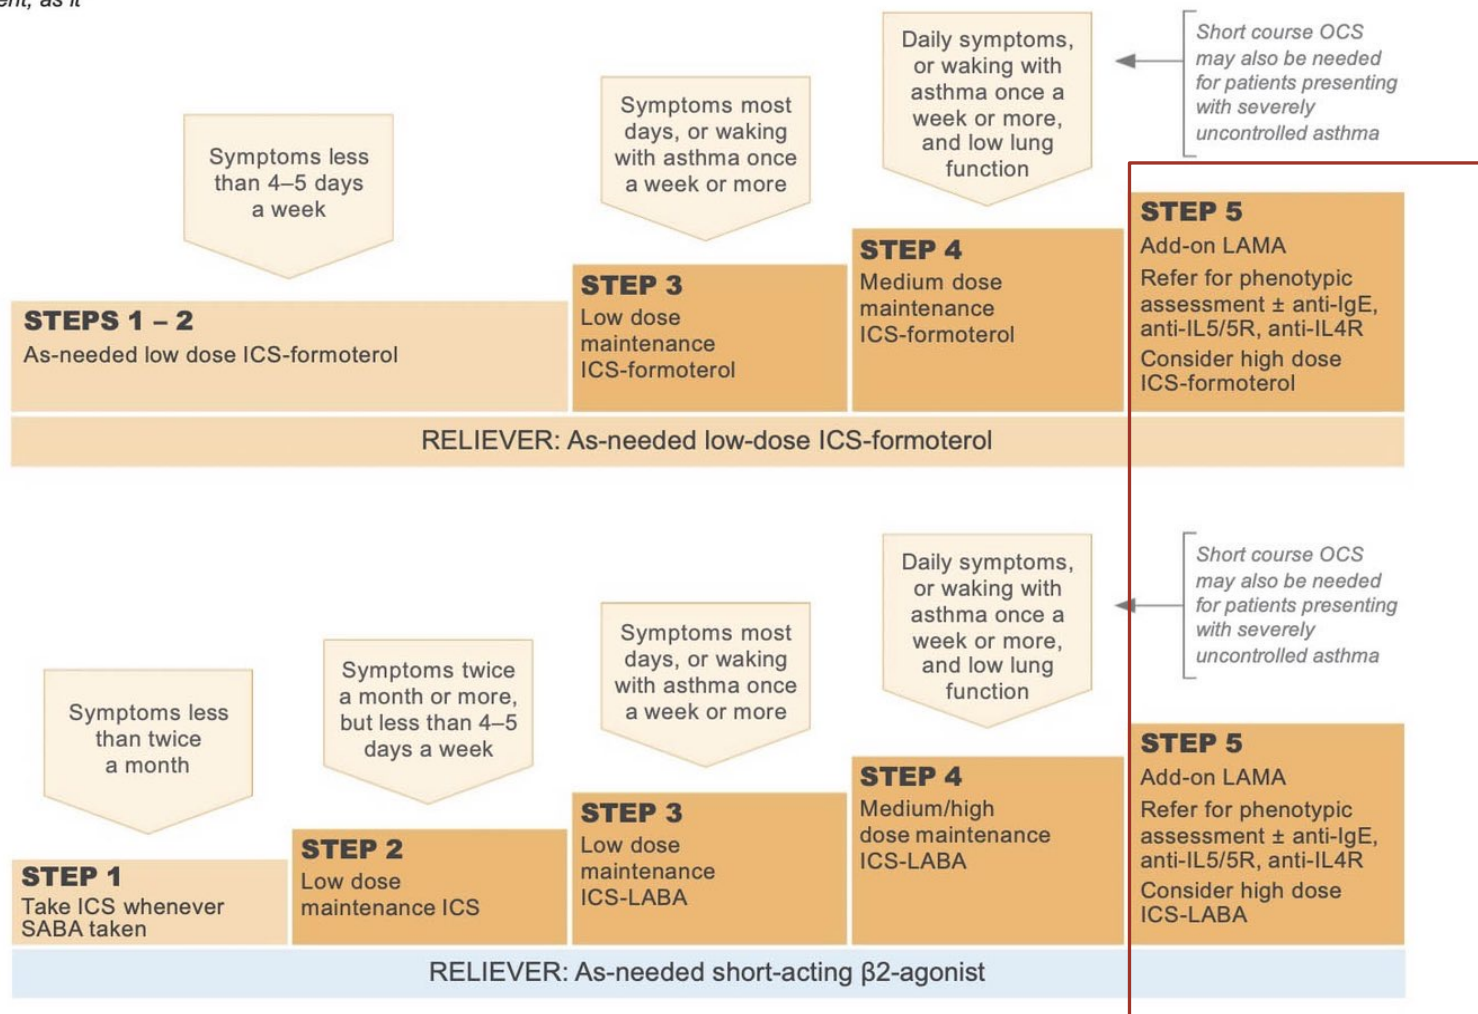 ent, as it
Symptoms less
than 4–5 days
a week
Symptoms most
days, or waking
with asthma once
a week or more
Daily symptoms,
or waking with
asthma once a
week or more,
and low lung
function
Short course OCS
may also be needed
for patients presenting
with severely
uncontrolled asthma
STEPS 1 – 2
As-needed low dose ICS-formoterol
STEP 3
Low dose
maintenance
ICS-formoterol
STEP 4
Medium dose
maintenance
ICS-formoterol
STEP 5
Add-on LAMA
Refer for phenotypic
assessment ± anti-IgE,
anti-IL5/5R, anti-IL4R
Consider high dose
ICS-formoterol
RELIEVER: As-needed low-dose ICS-formoterol
Symptoms less
than twice
a month
Symptoms twice
a month or more,
but less than 4–5
days a week
Symptoms most
days, or waking
with asthma once
a week or more
Daily symptoms,
or waking with
asthma once a
week or more,
and low lung
function
Short course OCS
may also be needed
for patients presenting
with severely
uncontrolled asthma
STEP 1
Take ICS whenever
SABA taken
STEP 2
Low dose
maintenance ICS
STEP 3
Low dose
maintenance
ICS-LABA
STEP 4
Medium/high
dose maintenance
ICS-LABA
STEP 5
Add-on LAMA
Refer for phenotypic
assessment ± anti-IgE,
anti-IL5/5R, anti-IL4R
Consider high dose
ICS-LABA
RELIEVER: As-needed short-acting β2-agonist